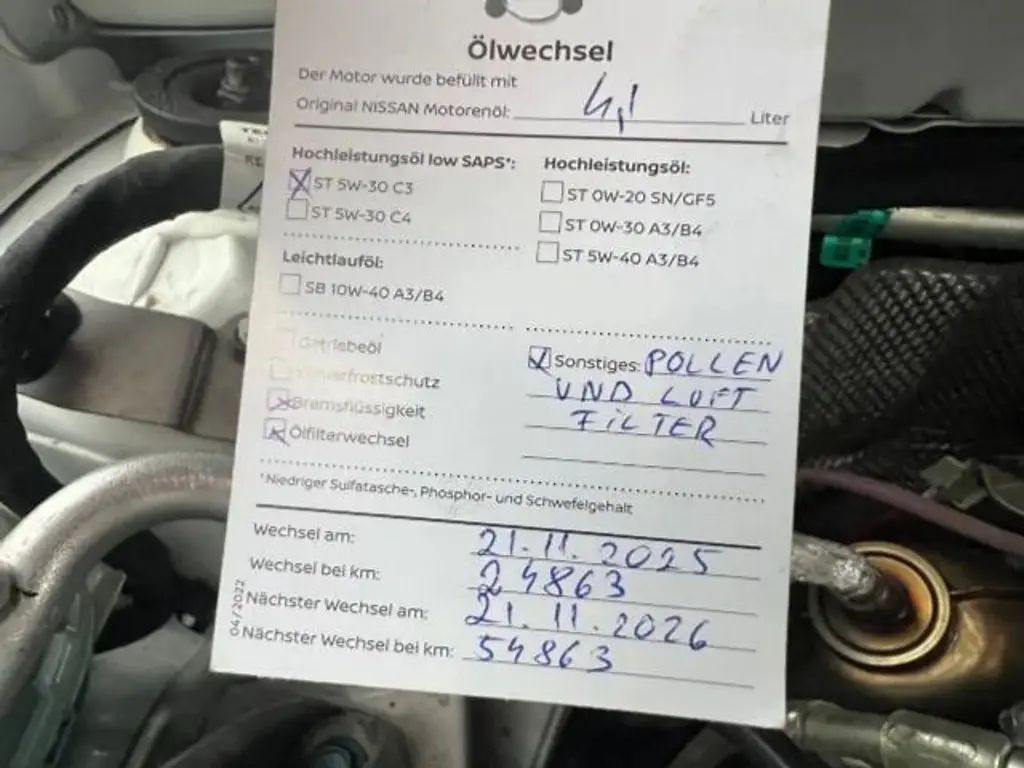 Ölwechsel
Der Motor wurde befüllt mit
Original NISSAN Motorenöl: 4,1 Liter
Hochleistungsöl low SAPS*:
ST 5W-30 C3
ST 5W-30 C4
Hochleistungsöl:
ST 0W-20 SN/GF5
ST 0W-30 A3/B4
ST 5W-40 A3/B4
Leichtlauföl:
SB 10W-40 A3/B4
Getriebeöl
Kühlerfrostschutz
Bremsflüssigkeit
Ölfilterwechsel
Sonstiges: POLLEN
UND LUFT
FILTER
*Niedriger Sulfatasche-, Phosphor- und Schwefelgehalt
Wechsel am: 21.11.2025
Wechsel bei km: 24863
Nächster Wechsel am: 21.11.2026
Nächster Wechsel bei km: 54863
04/2022